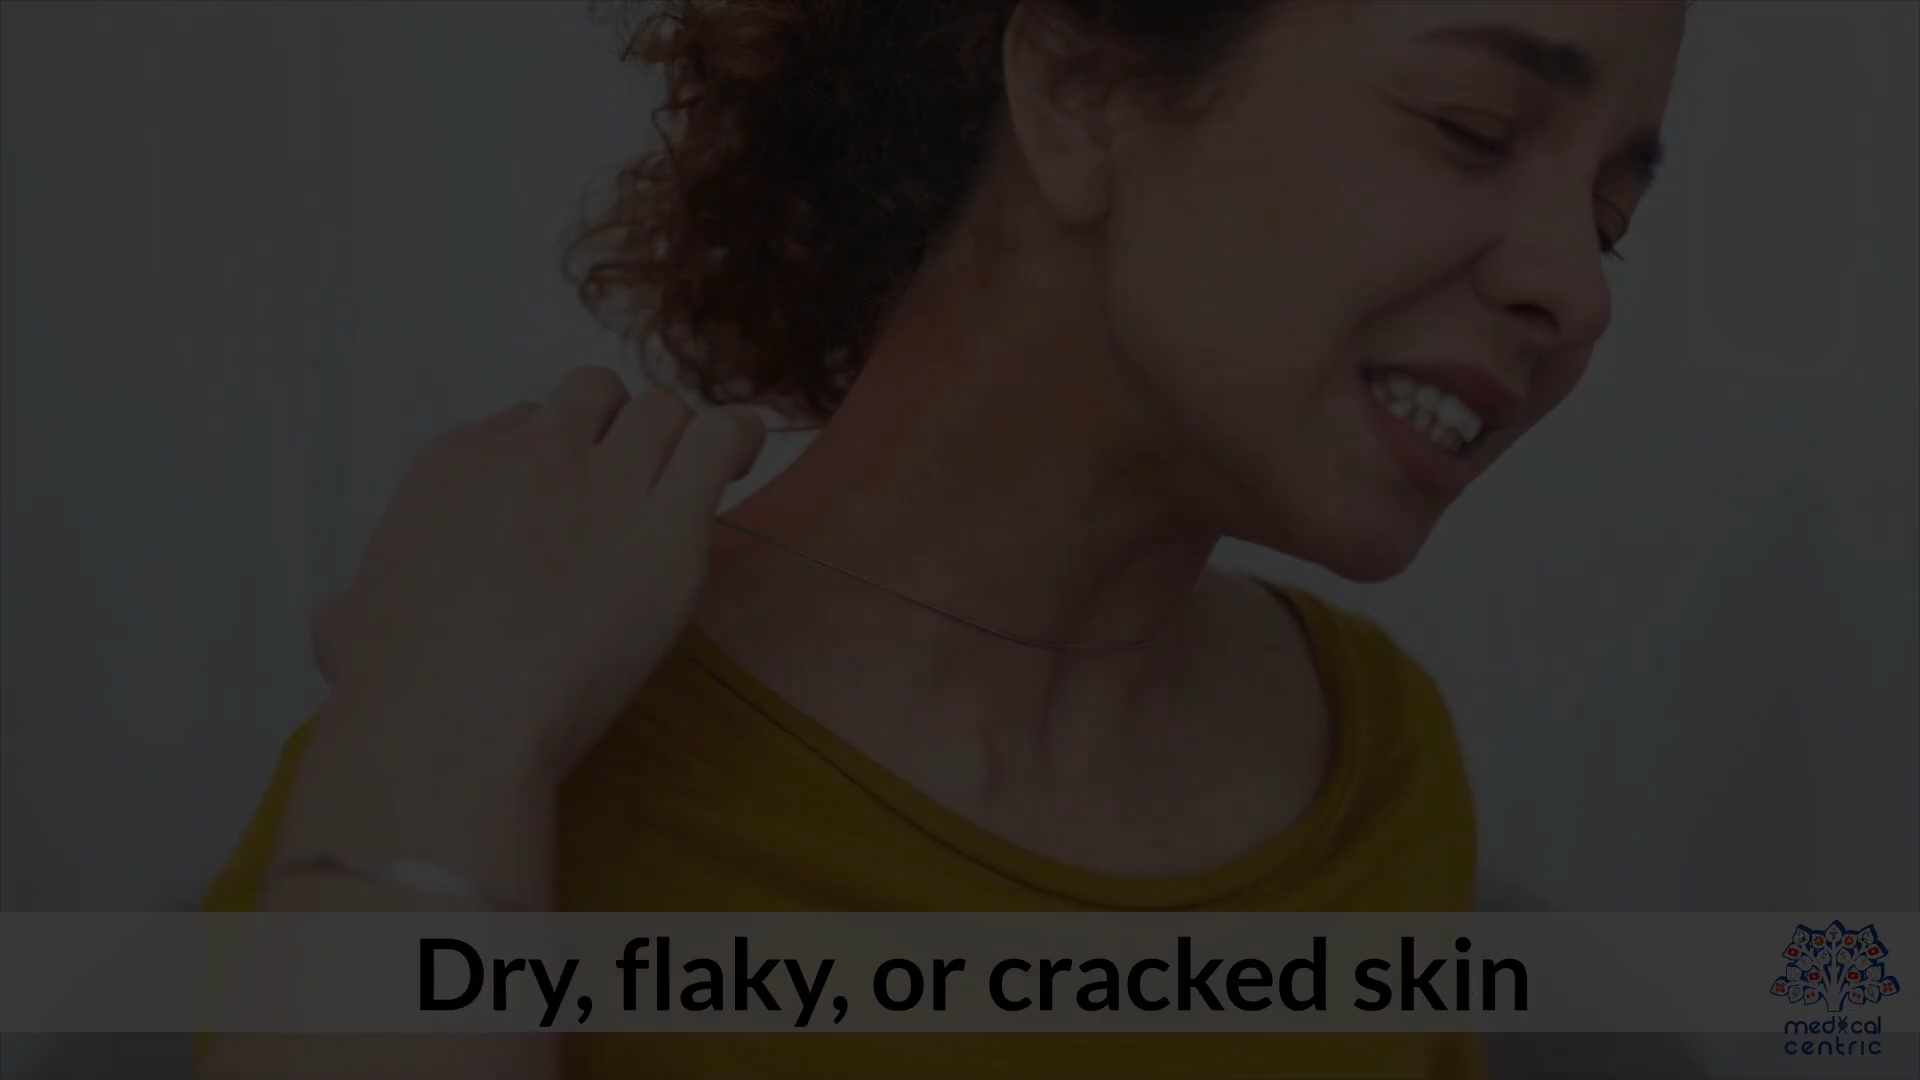 Dry, flaky, or cracked skin
medical
centric